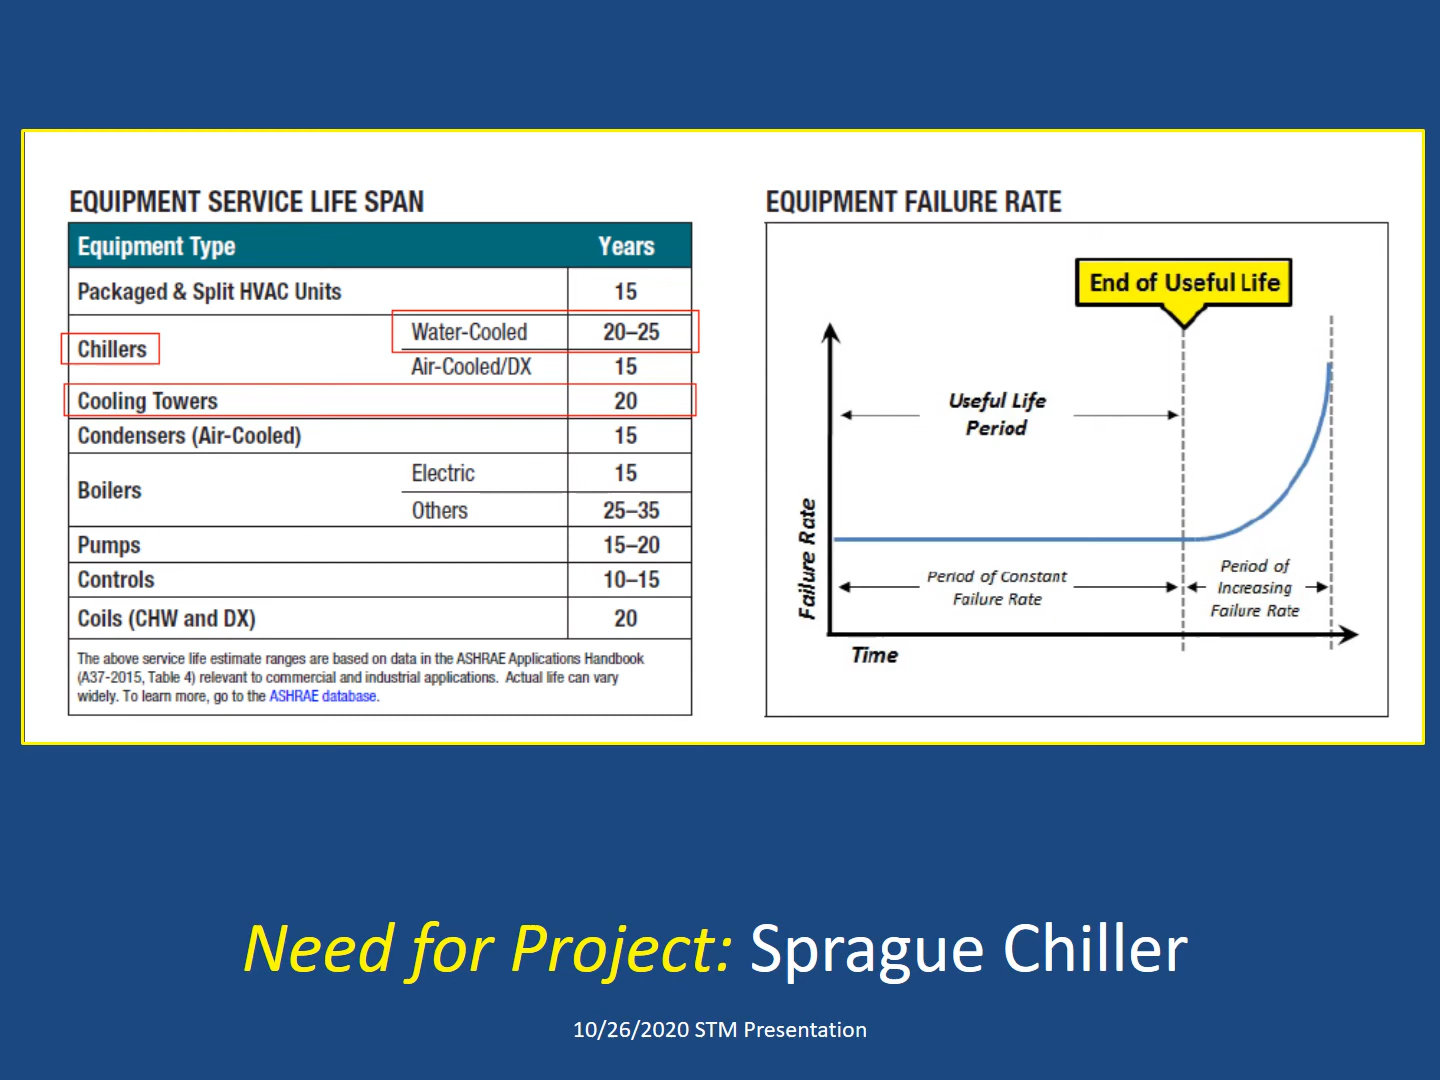 EQUIPMENT SERVICE LIFE SPAN
Equipment Type Years
Packaged & Split HVAC Units 15
Chillers
Water-Cooled 20–25
Air-Cooled/DX 15
Cooling Towers 20
Condensers (Air-Cooled) 15
Boilers
Electric 15
Others 25–35
Pumps 15–20
Controls 10–15
Coils (CHW and DX) 20
The above service life estimate ranges are based on data in the ASHRAE Applications Handbook
(A37-2015, Table 4) relevant to commercial and industrial applications. Actual life can vary
widely. To learn more, go to the ASHRAE database.
EQUIPMENT FAILURE RATE
End of Useful Life
Useful Life
Period
Failure Rate
Period of Constant
Failure Rate
Period of
Increasing
Failure Rate
Time
Need for Project: Sprague Chiller
10/26/2020 STM Presentation